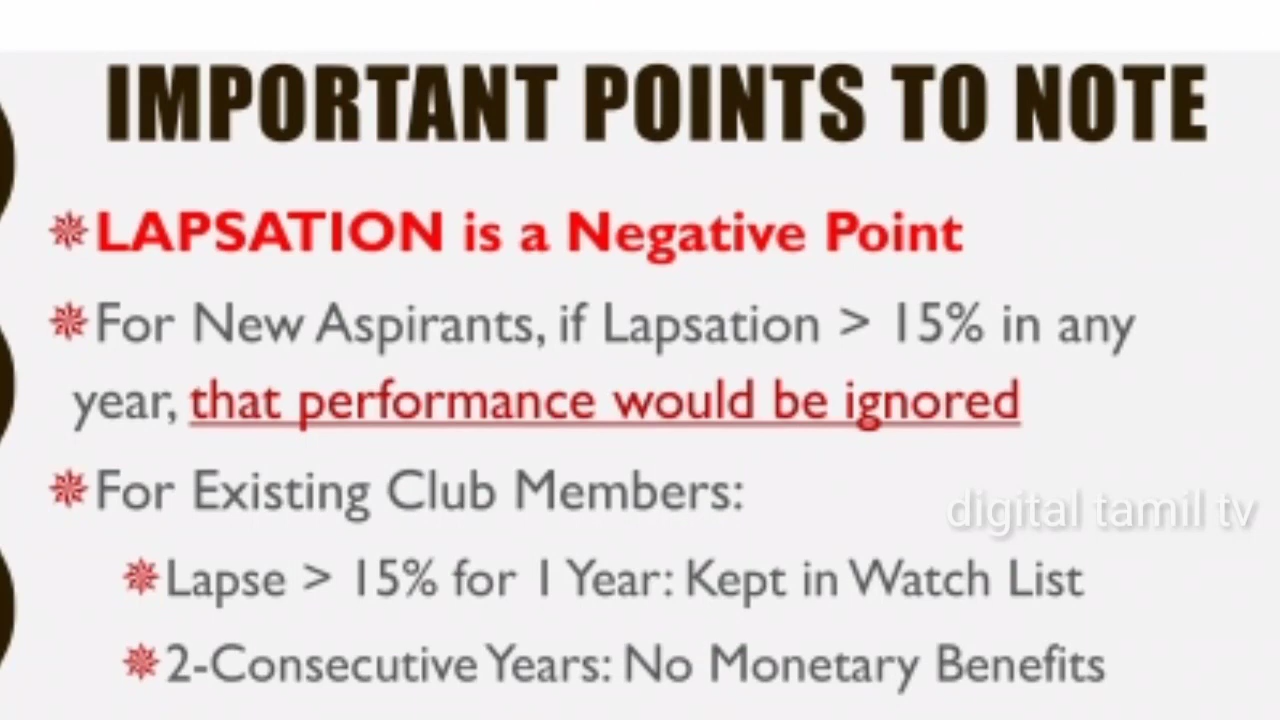 IMPORTANT POINTS TO NOTE
LAPSATION is a Negative Point
For New Aspirants, if Lapsation > 15% in any
year, that performance would be ignored
For Existing Club Members:
digital tamil tv
Lapse > 15% for 1 Year: Kept in Watch List
2-Consecutive Years: No Monetary Benefits